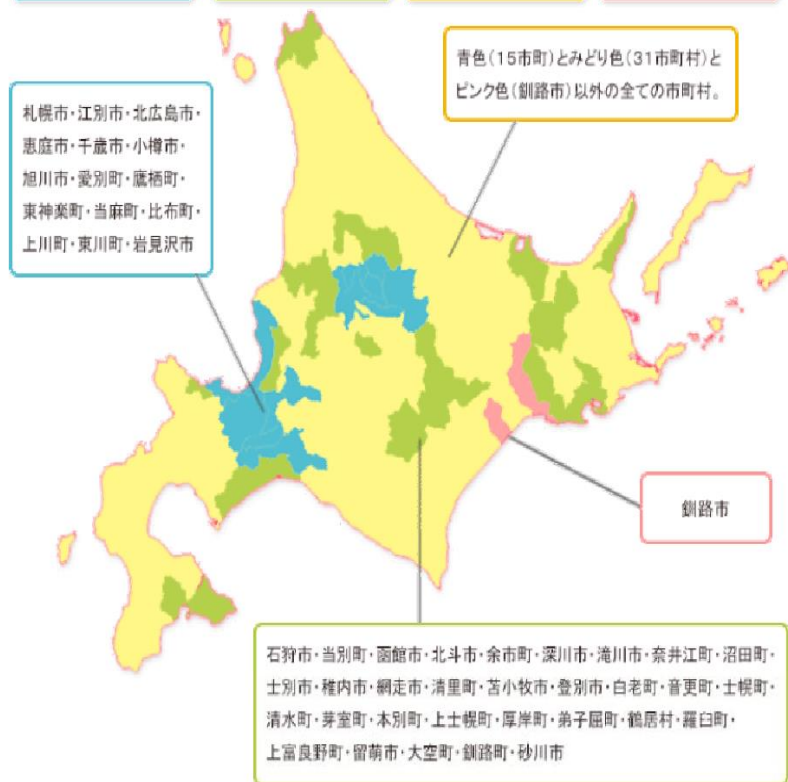 青色(15市町)とみどり色(31市町村)と
ピンク色(釧路市)以外の全ての市町村。
札幌市・江別市・北広島市・
恵庭市・千歳市・小樽市・
旭川市・愛別町・鷹栖町・
東神楽町・当麻町・比布町・
上川町・東川町・岩見沢市
釧路市
石狩市・当別町・函館市・北斗市・余市町・深川市・滝川市・奈井江町・沼田町・
士別市・稚内市・網走市・清里町・苫小牧市・登別市・白老町・音更町・士幌町・
清水町・芽室町・本別町・上士幌町・厚岸町・弟子屈町・鶴居村・羅臼町・
上富良野町・留萌市・大空町・釧路町・砂川市